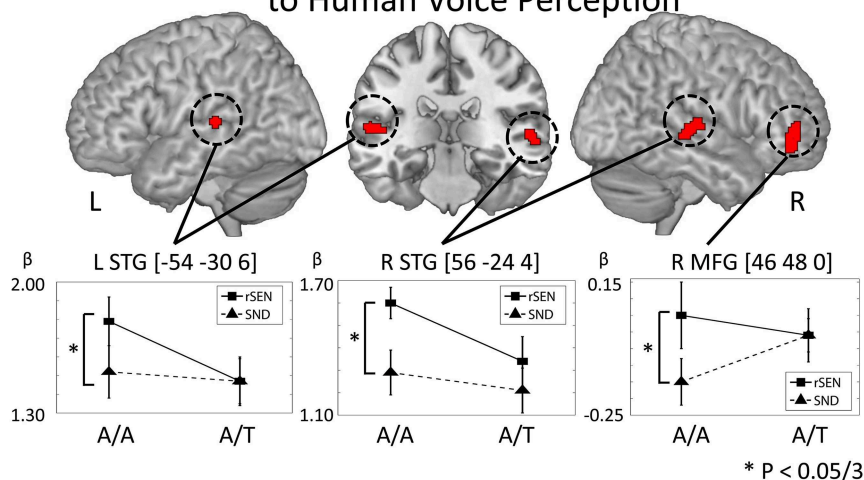 to Human Voice Perception
L
R
β L STG [-54 -30 6]
2.00
1.30
rSEN
SND
*
A/A A/T
β R STG [56 -24 4]
1.70
1.10
rSEN
SND
*
A/A A/T
β R MFG [46 48 0]
0.15
-0.25
*
rSEN
SND
A/A A/T
* P < 0.05/3